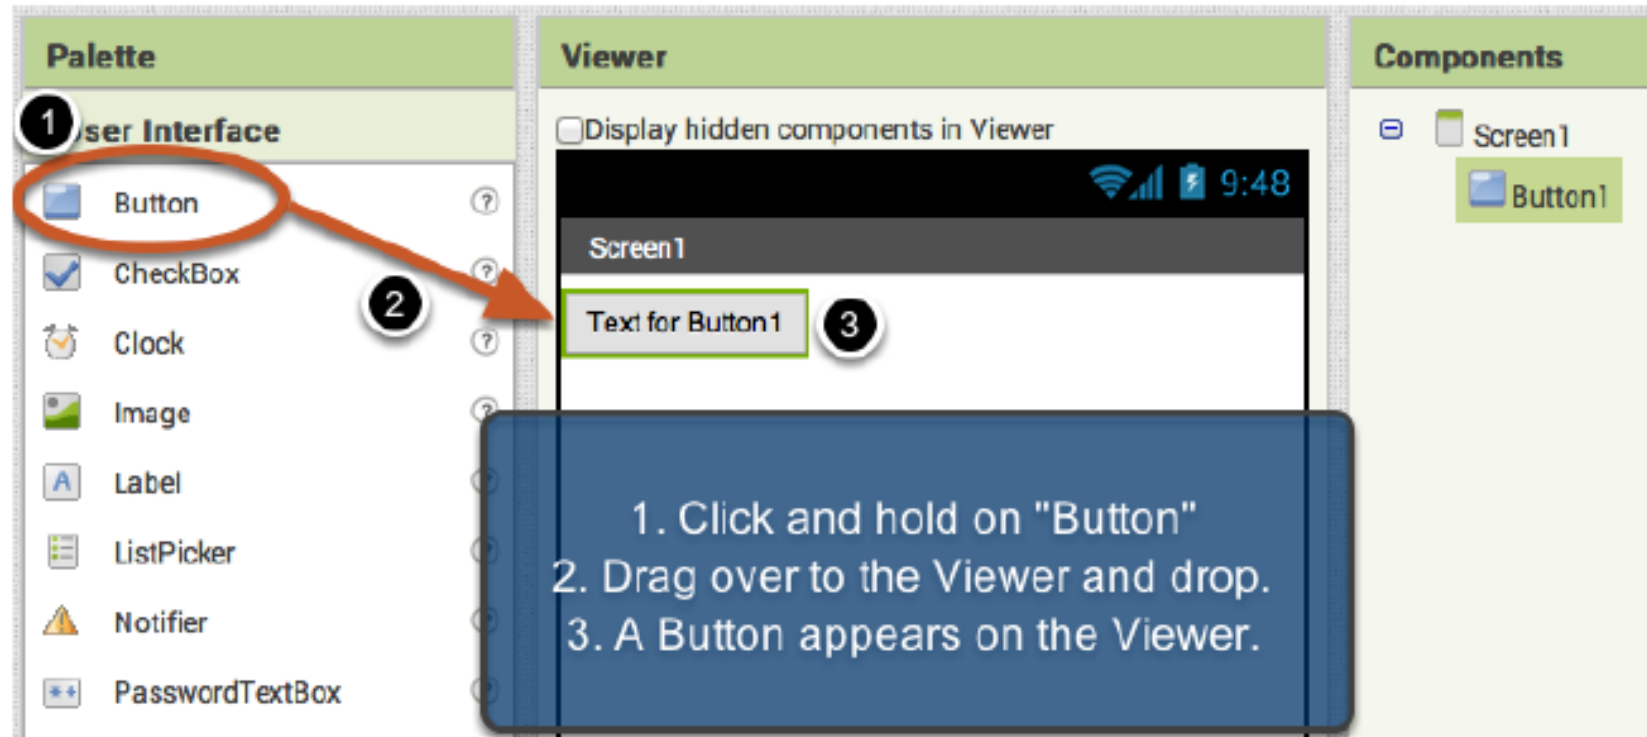 Palette
Viewer
Components
1
ser Interface
Display hidden components in Viewer
Screen1
Button1
9:48
Button
?
Screen1
CheckBox
?
2
Text for Button1
3
Clock
?
Image
?
A
Label
ListPicker
Notifier
PasswordTextBox
1. Click and hold on "Button"
2. Drag over to the Viewer and drop.
3. A Button appears on the Viewer.